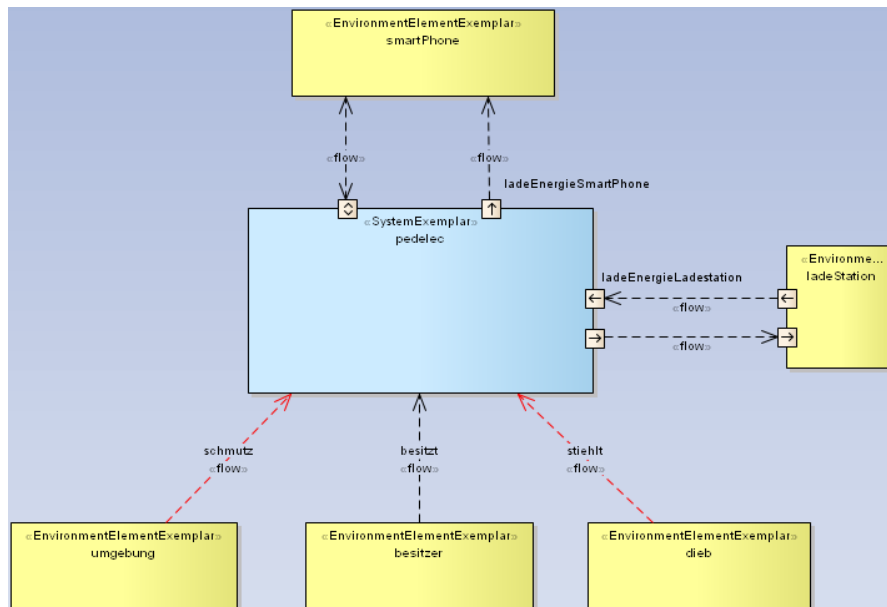 «EnvironmentElementExemplar»
smartPhone
«flow»
«flow»
ladeEnergieSmartPhone
«SystemExemplar»
pedelec
«Environme...
ladeStation
ladeEnergieLadestation
«flow»
«flow»
schmutz
«flow»
besitzt
«flow»
stiehlt
«flow»
«EnvironmentElementExemplar»
umgebung
«EnvironmentElementExemplar»
besitzer
«EnvironmentElementExemplar»
dieb